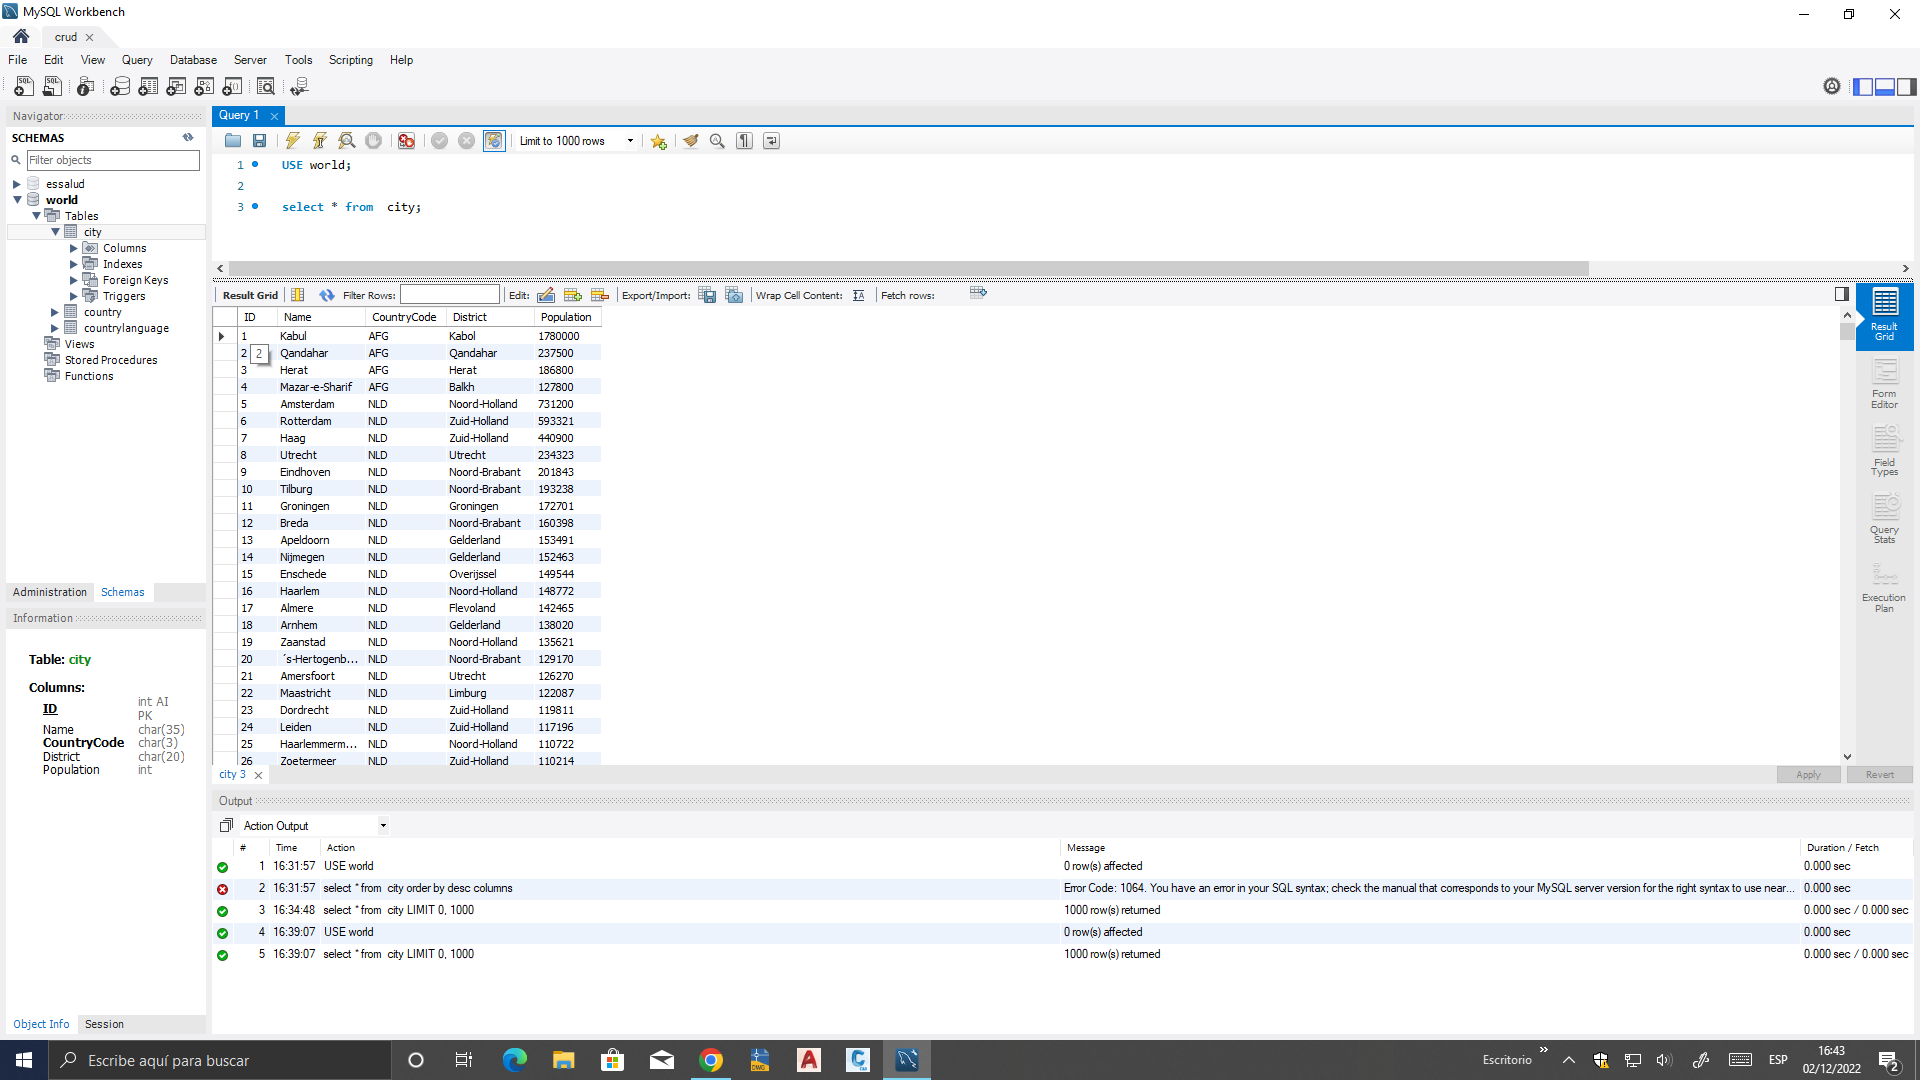 MySQL Workbench
crud
File Edit View Query Database Server Tools Scripting Help
Navigator
SCHEMAS
Filter objects
essalud
world
Tables
city
Columns
Indexes
Foreign Keys
Triggers
country
countrylanguage
Views
Stored Procedures
Functions
Administration Schemas
Information
Table: city
Columns:
ID int AI PK
Name char(35)
CountryCode char(3)
District char(20)
Population int
Object Info Session
Query 1
Limit to 1000 rows
1 USE world;
2
3 select * from city;
Result Grid Filter Rows: Edit: Export/Import: Wrap Cell Content: Fetch rows:
ID Name CountryCode District Population
1 Kabul AFG Kabol 1780000
2 Qandahar AFG Qandahar 237500
2
3 Herat AFG Herat 186800
4 Mazar-e-Sharif AFG Balkh 127800
5 Amsterdam NLD Noord-Holland 731200
6 Rotterdam NLD Zuid-Holland 593321
7 Haag NLD Zuid-Holland 440900
8 Utrecht NLD Utrecht 234323
9 Eindhoven NLD Noord-Brabant 201843
10 Tilburg NLD Noord-Brabant 193238
11 Groningen NLD Groningen 172701
12 Breda NLD Noord-Brabant 160398
13 Apeldoorn NLD Gelderland 153491
14 Nijmegen NLD Gelderland 152463
15 Enschede NLD Overijssel 149544
16 Haarlem NLD Noord-Holland 148772
17 Almere NLD Flevoland 142465
18 Arnhem NLD Gelderland 138020
19 Zaanstad NLD Noord-Holland 135621
20 ´s-Hertogenb... NLD Noord-Brabant 129170
21 Amersfoort NLD Utrecht 126270
22 Maastricht NLD Limburg 122087
23 Dordrecht NLD Zuid-Holland 119811
24 Leiden NLD Zuid-Holland 117196
25 Haarlemmerm... NLD Noord-Holland 110722
26 Zoetermeer NLD Zuid-Holland 110214
Result Grid
Form Editor
Field Types
Query Stats
Execution Plan
city 3
Apply Revert
Output
Action Output
# Time Action Message Duration / Fetch
1 16:31:57 USE world 0 row(s) affected 0.000 sec
2 16:31:57 select * from city order by desc columns Error Code: 1064. You have an error in your SQL syntax; check the manual that corresponds to your MySQL server version for the right syntax to use near... 0.000 sec
3 16:34:48 select * from city LIMIT 0, 1000 1000 row(s) returned 0.000 sec / 0.000 sec
4 16:39:07 USE world 0 row(s) affected 0.000 sec
5 16:39:07 select * from city LIMIT 0, 1000 1000 row(s) returned 0.000 sec / 0.000 sec
Escribe aquí para buscar
Escritorio
ESP
16:43
02/12/2022
2